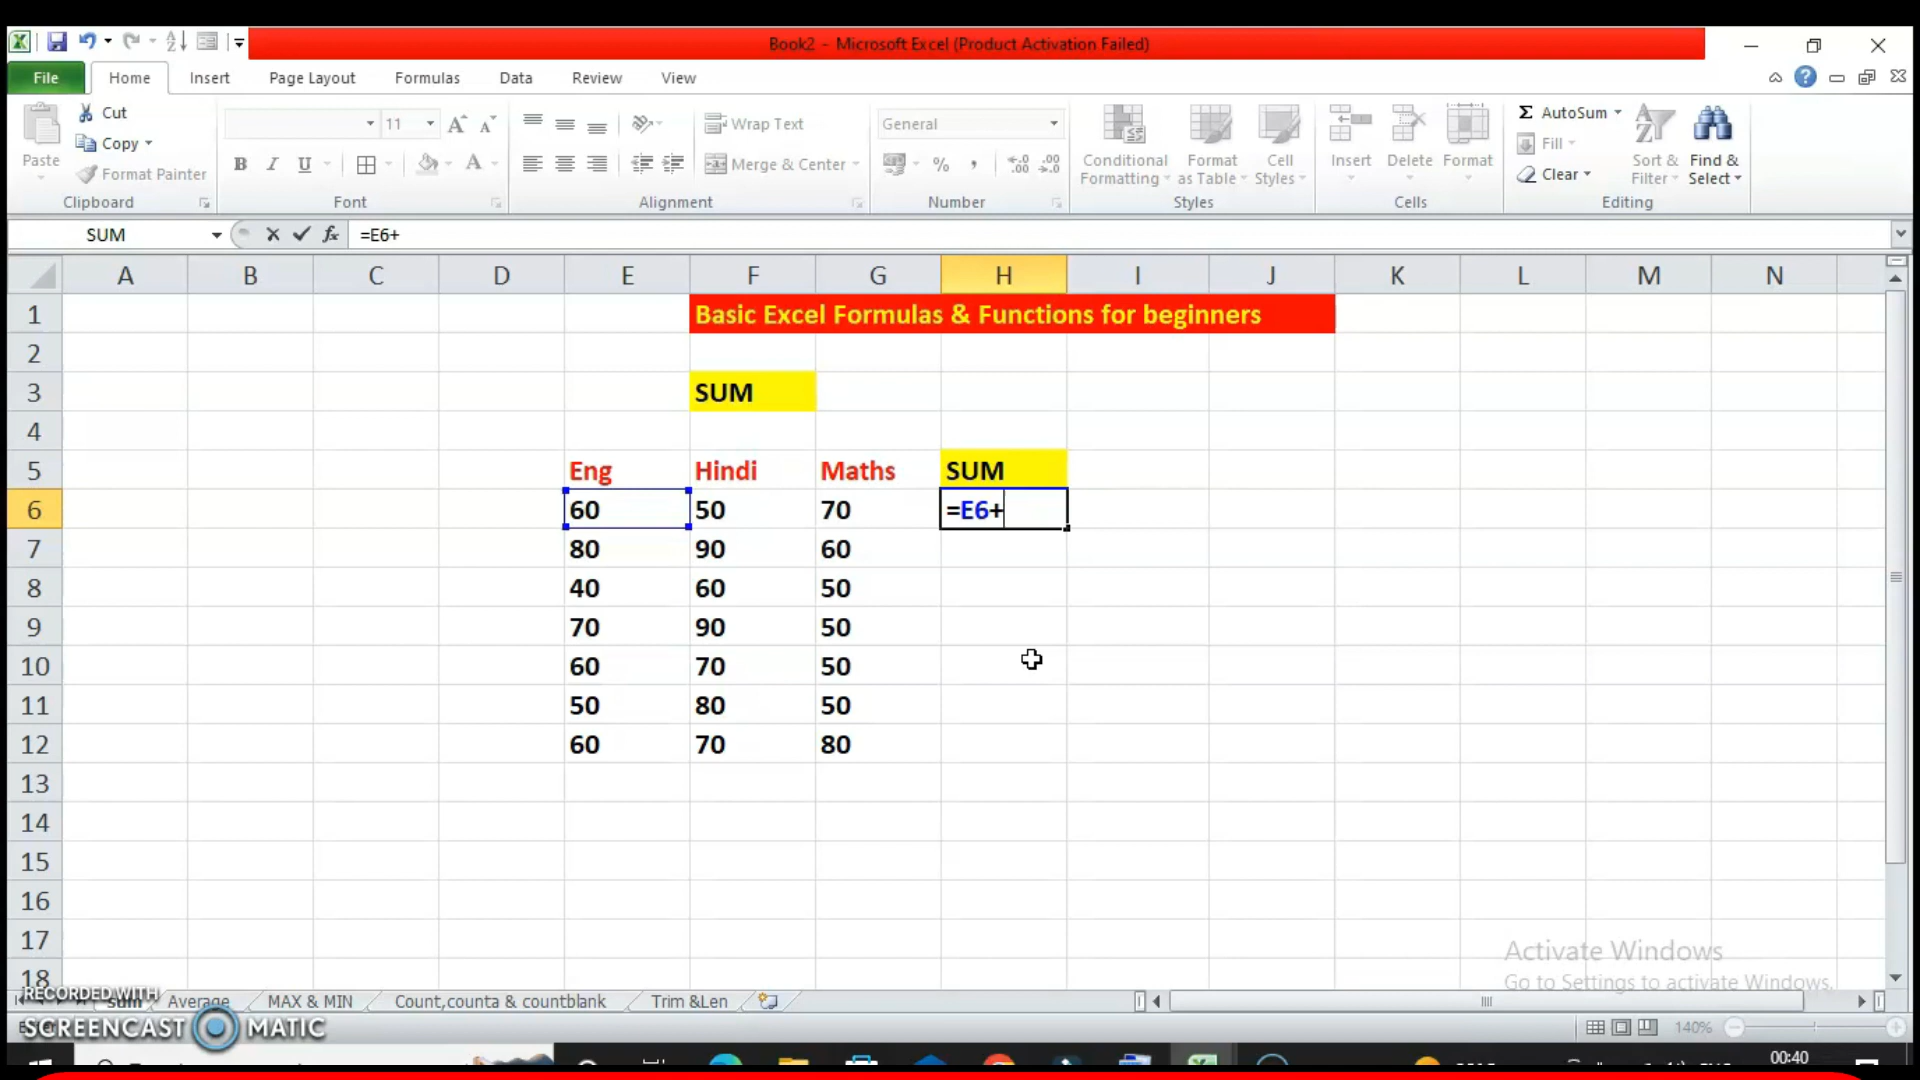 Book2 - Microsoft Excel (Product Activation Failed)
File Home Insert Page Layout Formulas Data Review View
Cut
Copy
Format Painter
Paste
Clipboard
11
B I U A
Font
Wrap Text
Merge & Center
Alignment
General
% ,
Number
Conditional Formatting
Format as Table
Cell Styles
Styles
Insert Delete Format
Cells
Σ AutoSum
Fill
Clear
Sort & Filter
Find & Select
Editing
SUM fx =E6+
A B C D E F G H I J K L M N
1 Basic Excel Formulas & Functions for beginners
2
3 SUM
4
5 Eng Hindi Maths SUM
6 60 50 70 =E6+
7 80 90 60
8 40 60 50
9 70 90 50
10 60 70 50
11 50 80 50
12 60 70 80
13
14
15
16
17
18
Activate Windows
Go to Settings to activate Windows.
RECORDED WITH
SCREENCAST MATIC
sum Average MAX & MIN Count,counta & countblank Trim &Len
140%
00:40